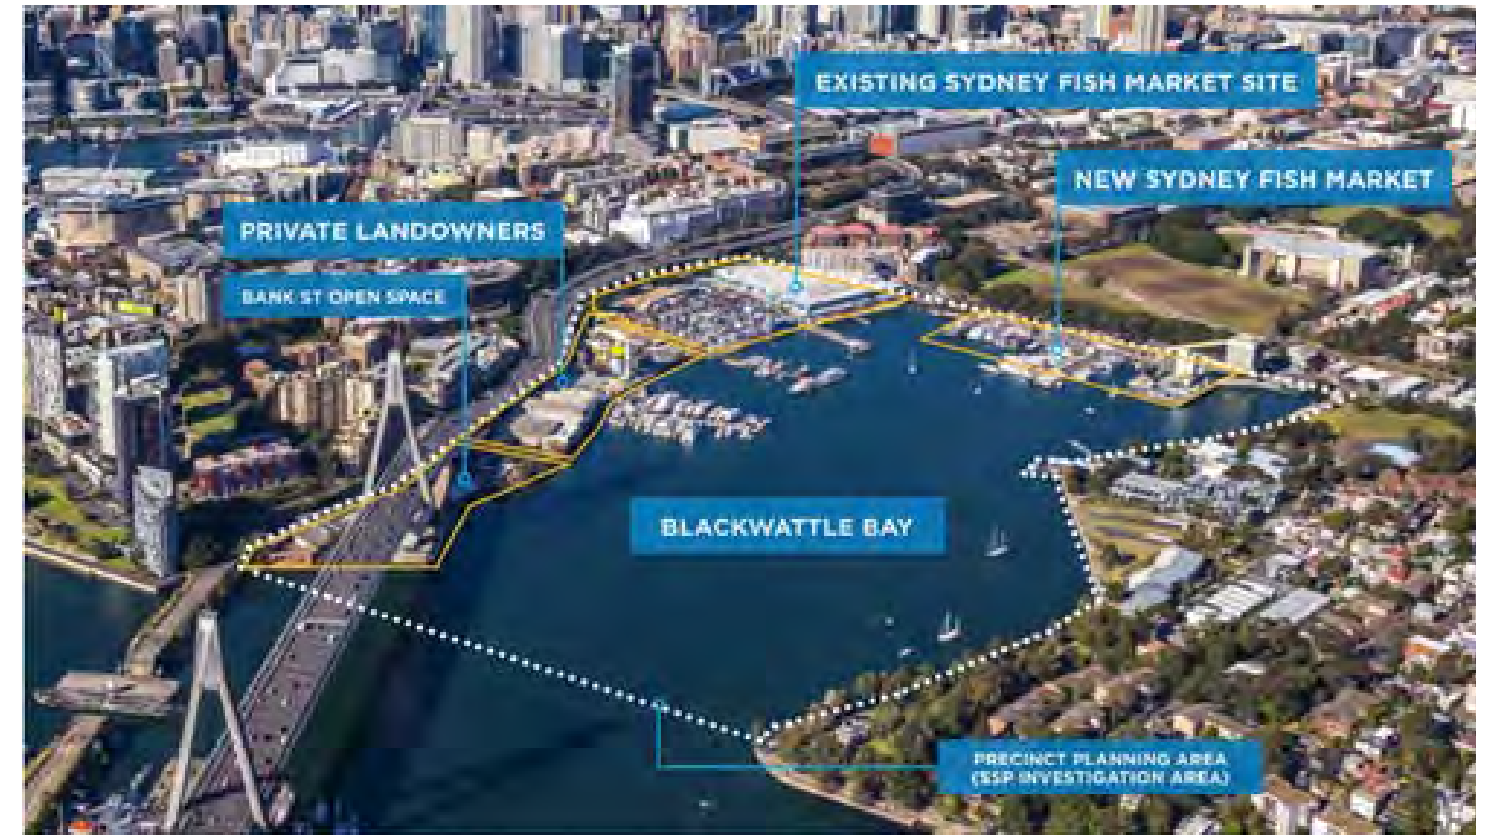 EXISTING SYDNEY FISH MARKET SITE
NEW SYDNEY FISH MARKET
PRIVATE LANDOWNERS
BANK ST OPEN SPACE
BLACKWATTLE BAY
PRECINCT PLANNING AREA
(SSP INVESTIGATION AREA)